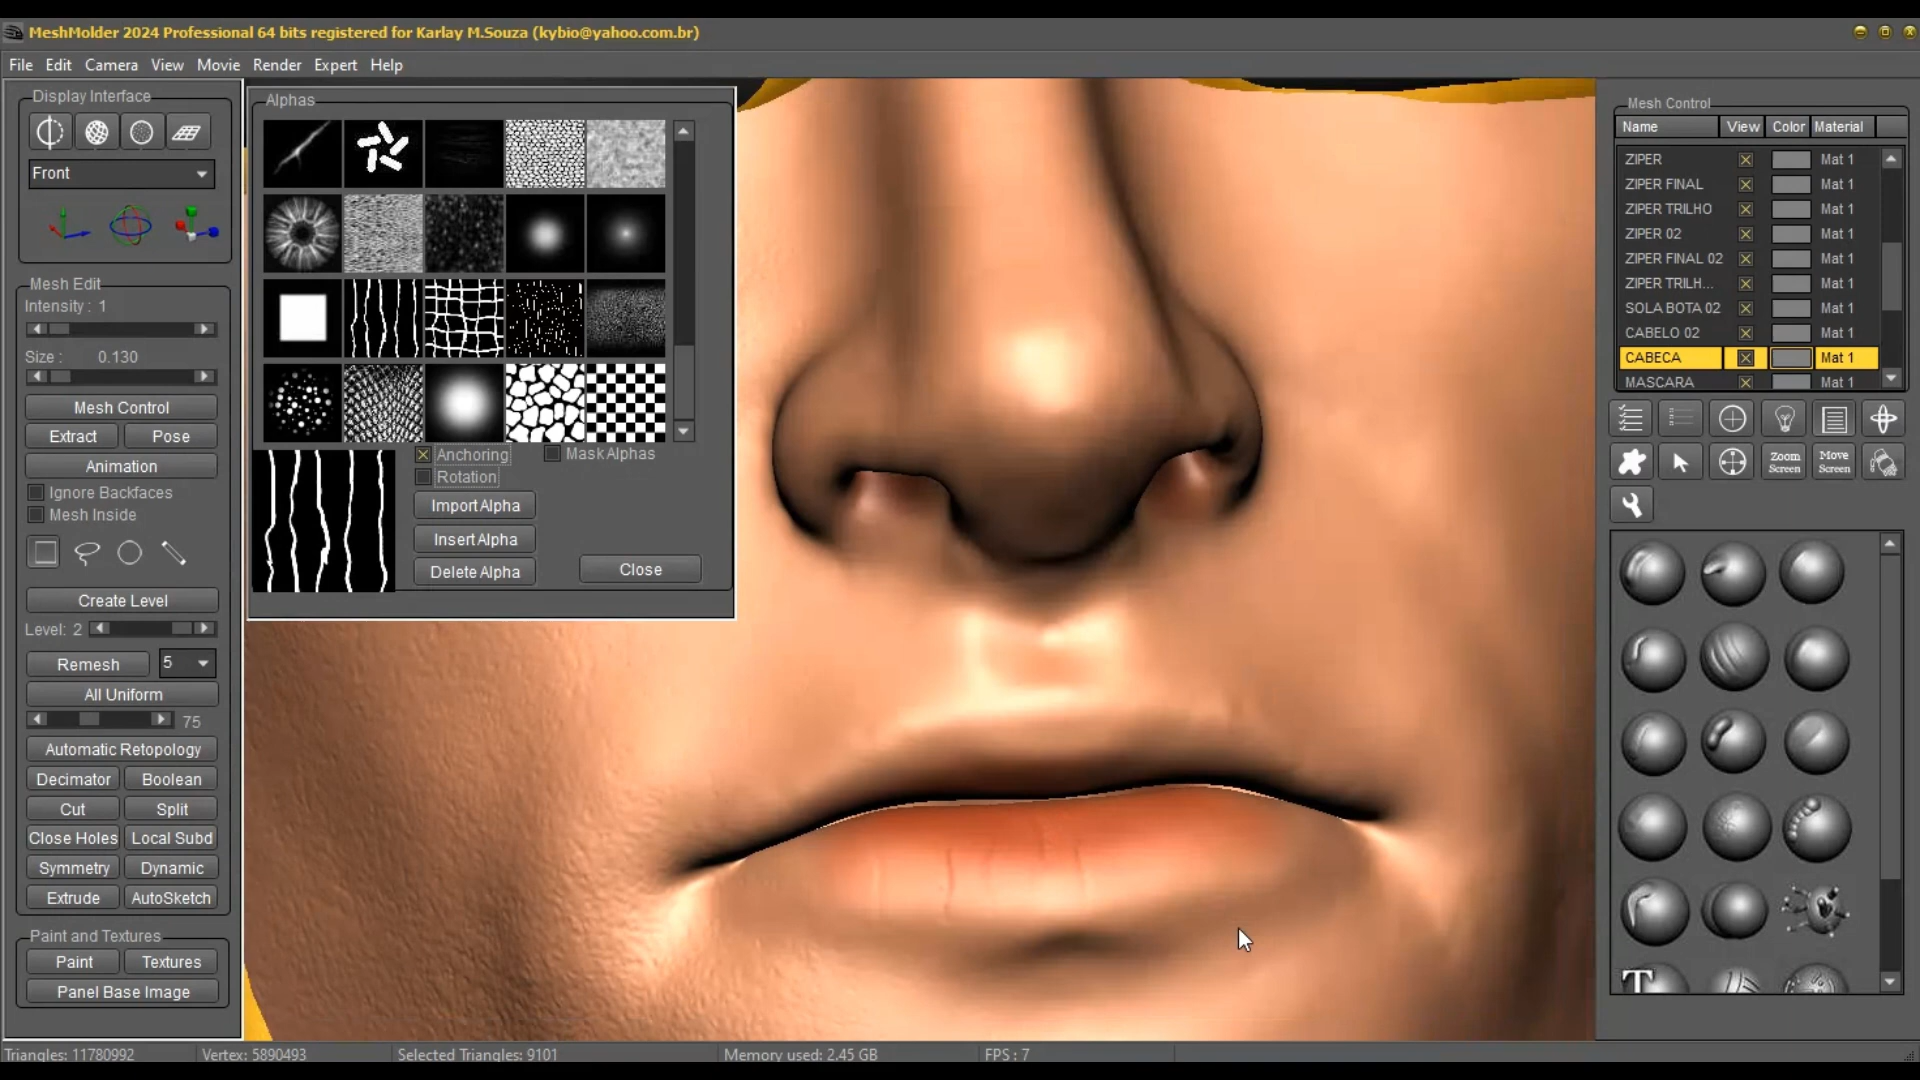 MeshMolder 2024 Professional 64 bits registered for Karlay M.Souza (kybio@yahoo.com.br)
File Edit Camera View Movie Render Expert Help
Display Interface
Front
Mesh Edit
Intensity : 1
Size : 0.130
Mesh Control
Extract Pose
Animation
Ignore Backfaces
Mesh Inside
Create Level
Level: 2
Remesh 5
All Uniform
75
Automatic Retopology
Decimator Boolean
Cut Split
Close Holes Local Subd
Symmetry Dynamic
Extrude AutoSketch
Paint and Textures
Paint Textures
Panel Base Image
Alphas
Anchoring Mask Alphas
Rotation
Import Alpha
Insert Alpha
Delete Alpha Close
Mesh Control
Name View Color Material
ZIPER Mat 1
ZIPER FINAL Mat 1
ZIPER TRILHO Mat 1
ZIPER 02 Mat 1
ZIPER FINAL 02 Mat 1
ZIPER TRILH... Mat 1
SOLA BOTA 02 Mat 1
CABELO 02 Mat 1
CABECA Mat 1
MASCARA Mat 1
Zoom Screen
Move Screen
T
Triangles: 11780992 Vertex: 5890493 Selected Triangles: 9101 Memory used: 2.45 GB FPS : 7